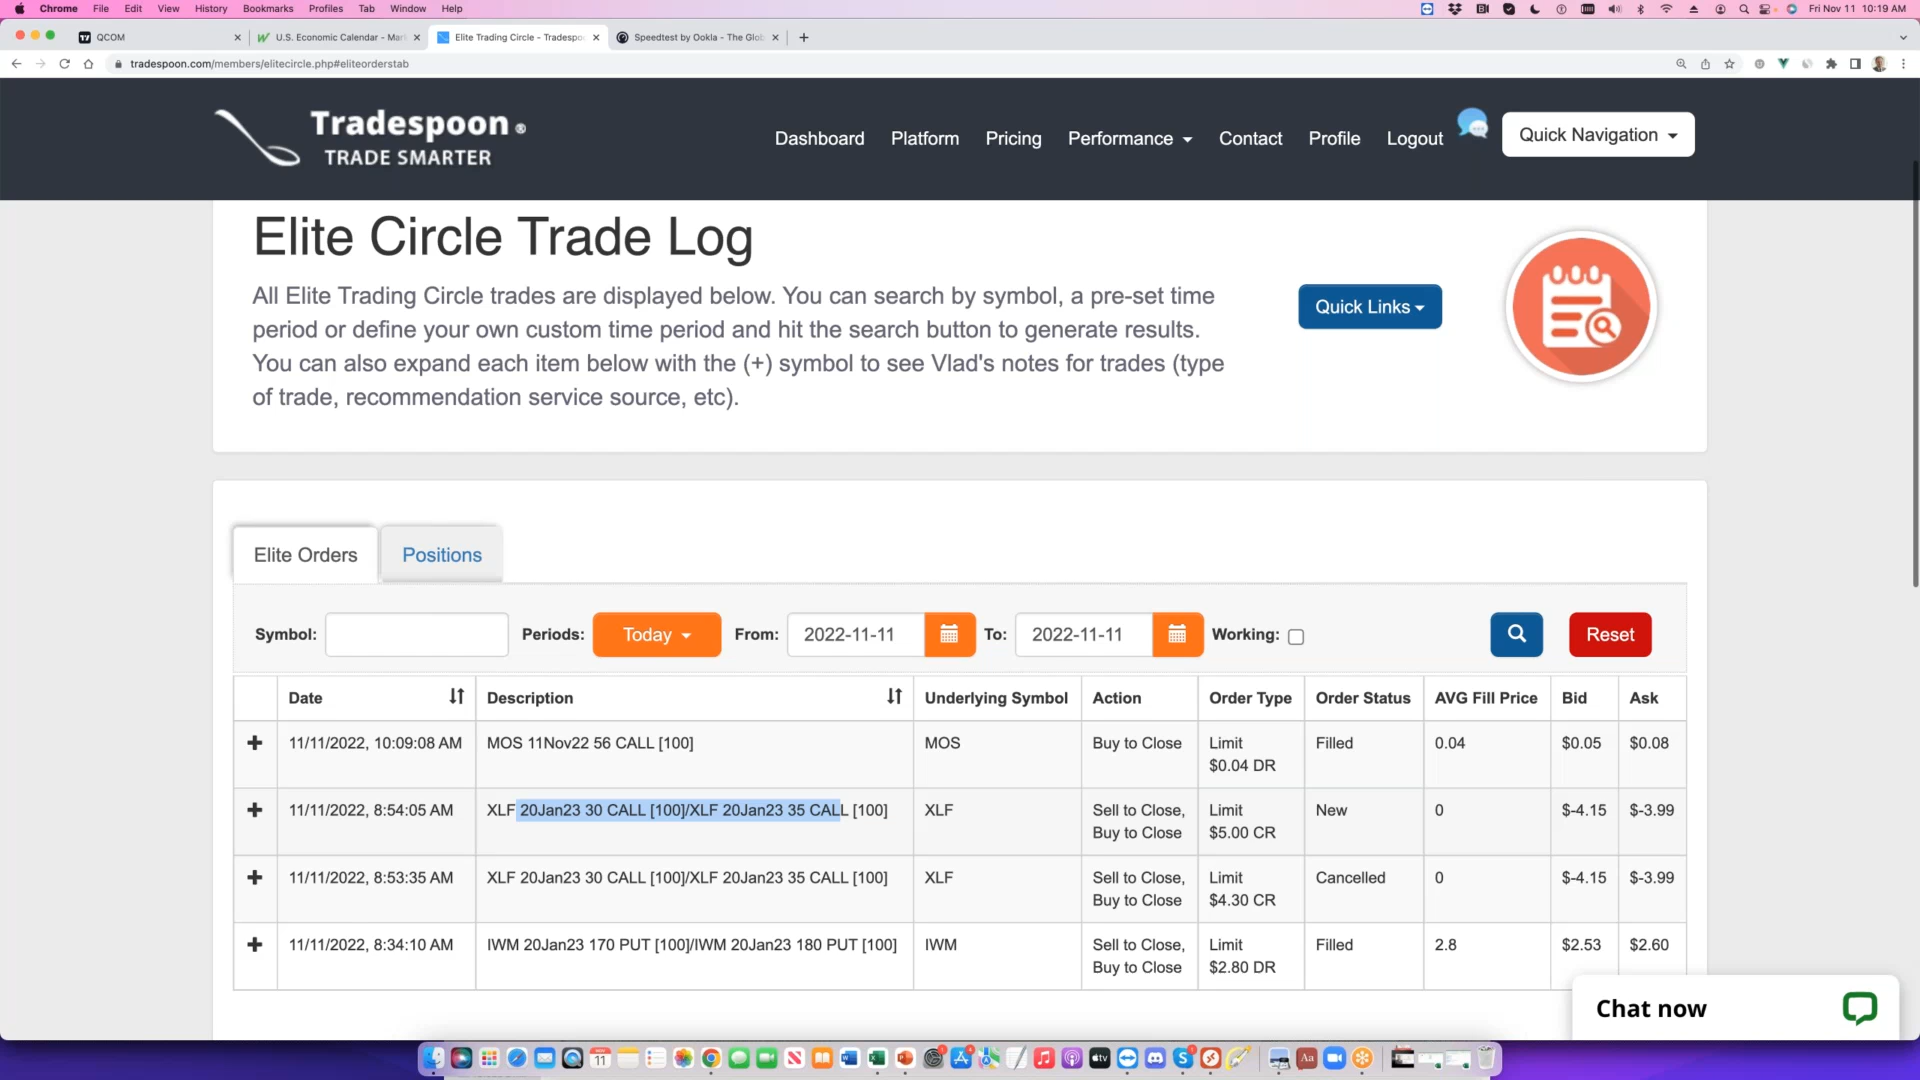 Chrome File Edit View History Bookmarks Profiles Tab Window Help Fri Nov 11 10:19 AM
QCOM U.S. Economic Calendar - Mar Elite Trading Circle - Tradespoo Speedtest by Ookla - The Glob
tradespoon.com/members/elitecircle.php#eliteorderstab
Tradespoon ®
TRADE SMARTER
Dashboard Platform Pricing Performance Contact Profile Logout Quick Navigation
Elite Circle Trade Log
All Elite Trading Circle trades are displayed below. You can search by symbol, a pre-set time
period or define your own custom time period and hit the search button to generate results.
You can also expand each item below with the (+) symbol to see Vlad's notes for trades (type
of trade, recommendation service source, etc).
Quick Links
Elite Orders Positions
Symbol: Periods: Today From: 2022-11-11 To: 2022-11-11 Working: Reset
Date Description Underlying Symbol Action Order Type Order Status AVG Fill Price Bid Ask
11/11/2022, 10:09:08 AM MOS 11Nov22 56 CALL [100] MOS Buy to Close Limit Filled 0.04 $0.05 $0.08
$0.04 DR
11/11/2022, 8:54:05 AM XLF 20Jan23 30 CALL [100]/XLF 20Jan23 35 CALL [100] XLF Sell to Close, Limit New 0 $-4.15 $-3.99
Buy to Close $5.00 CR
11/11/2022, 8:53:35 AM XLF 20Jan23 30 CALL [100]/XLF 20Jan23 35 CALL [100] XLF Sell to Close, Limit Cancelled 0 $-4.15 $-3.99
Buy to Close $4.30 CR
11/11/2022, 8:34:10 AM IWM 20Jan23 170 PUT [100]/IWM 20Jan23 180 PUT [100] IWM Sell to Close, Limit Filled 2.8 $2.53 $2.60
Buy to Close $2.80 DR
Chat now